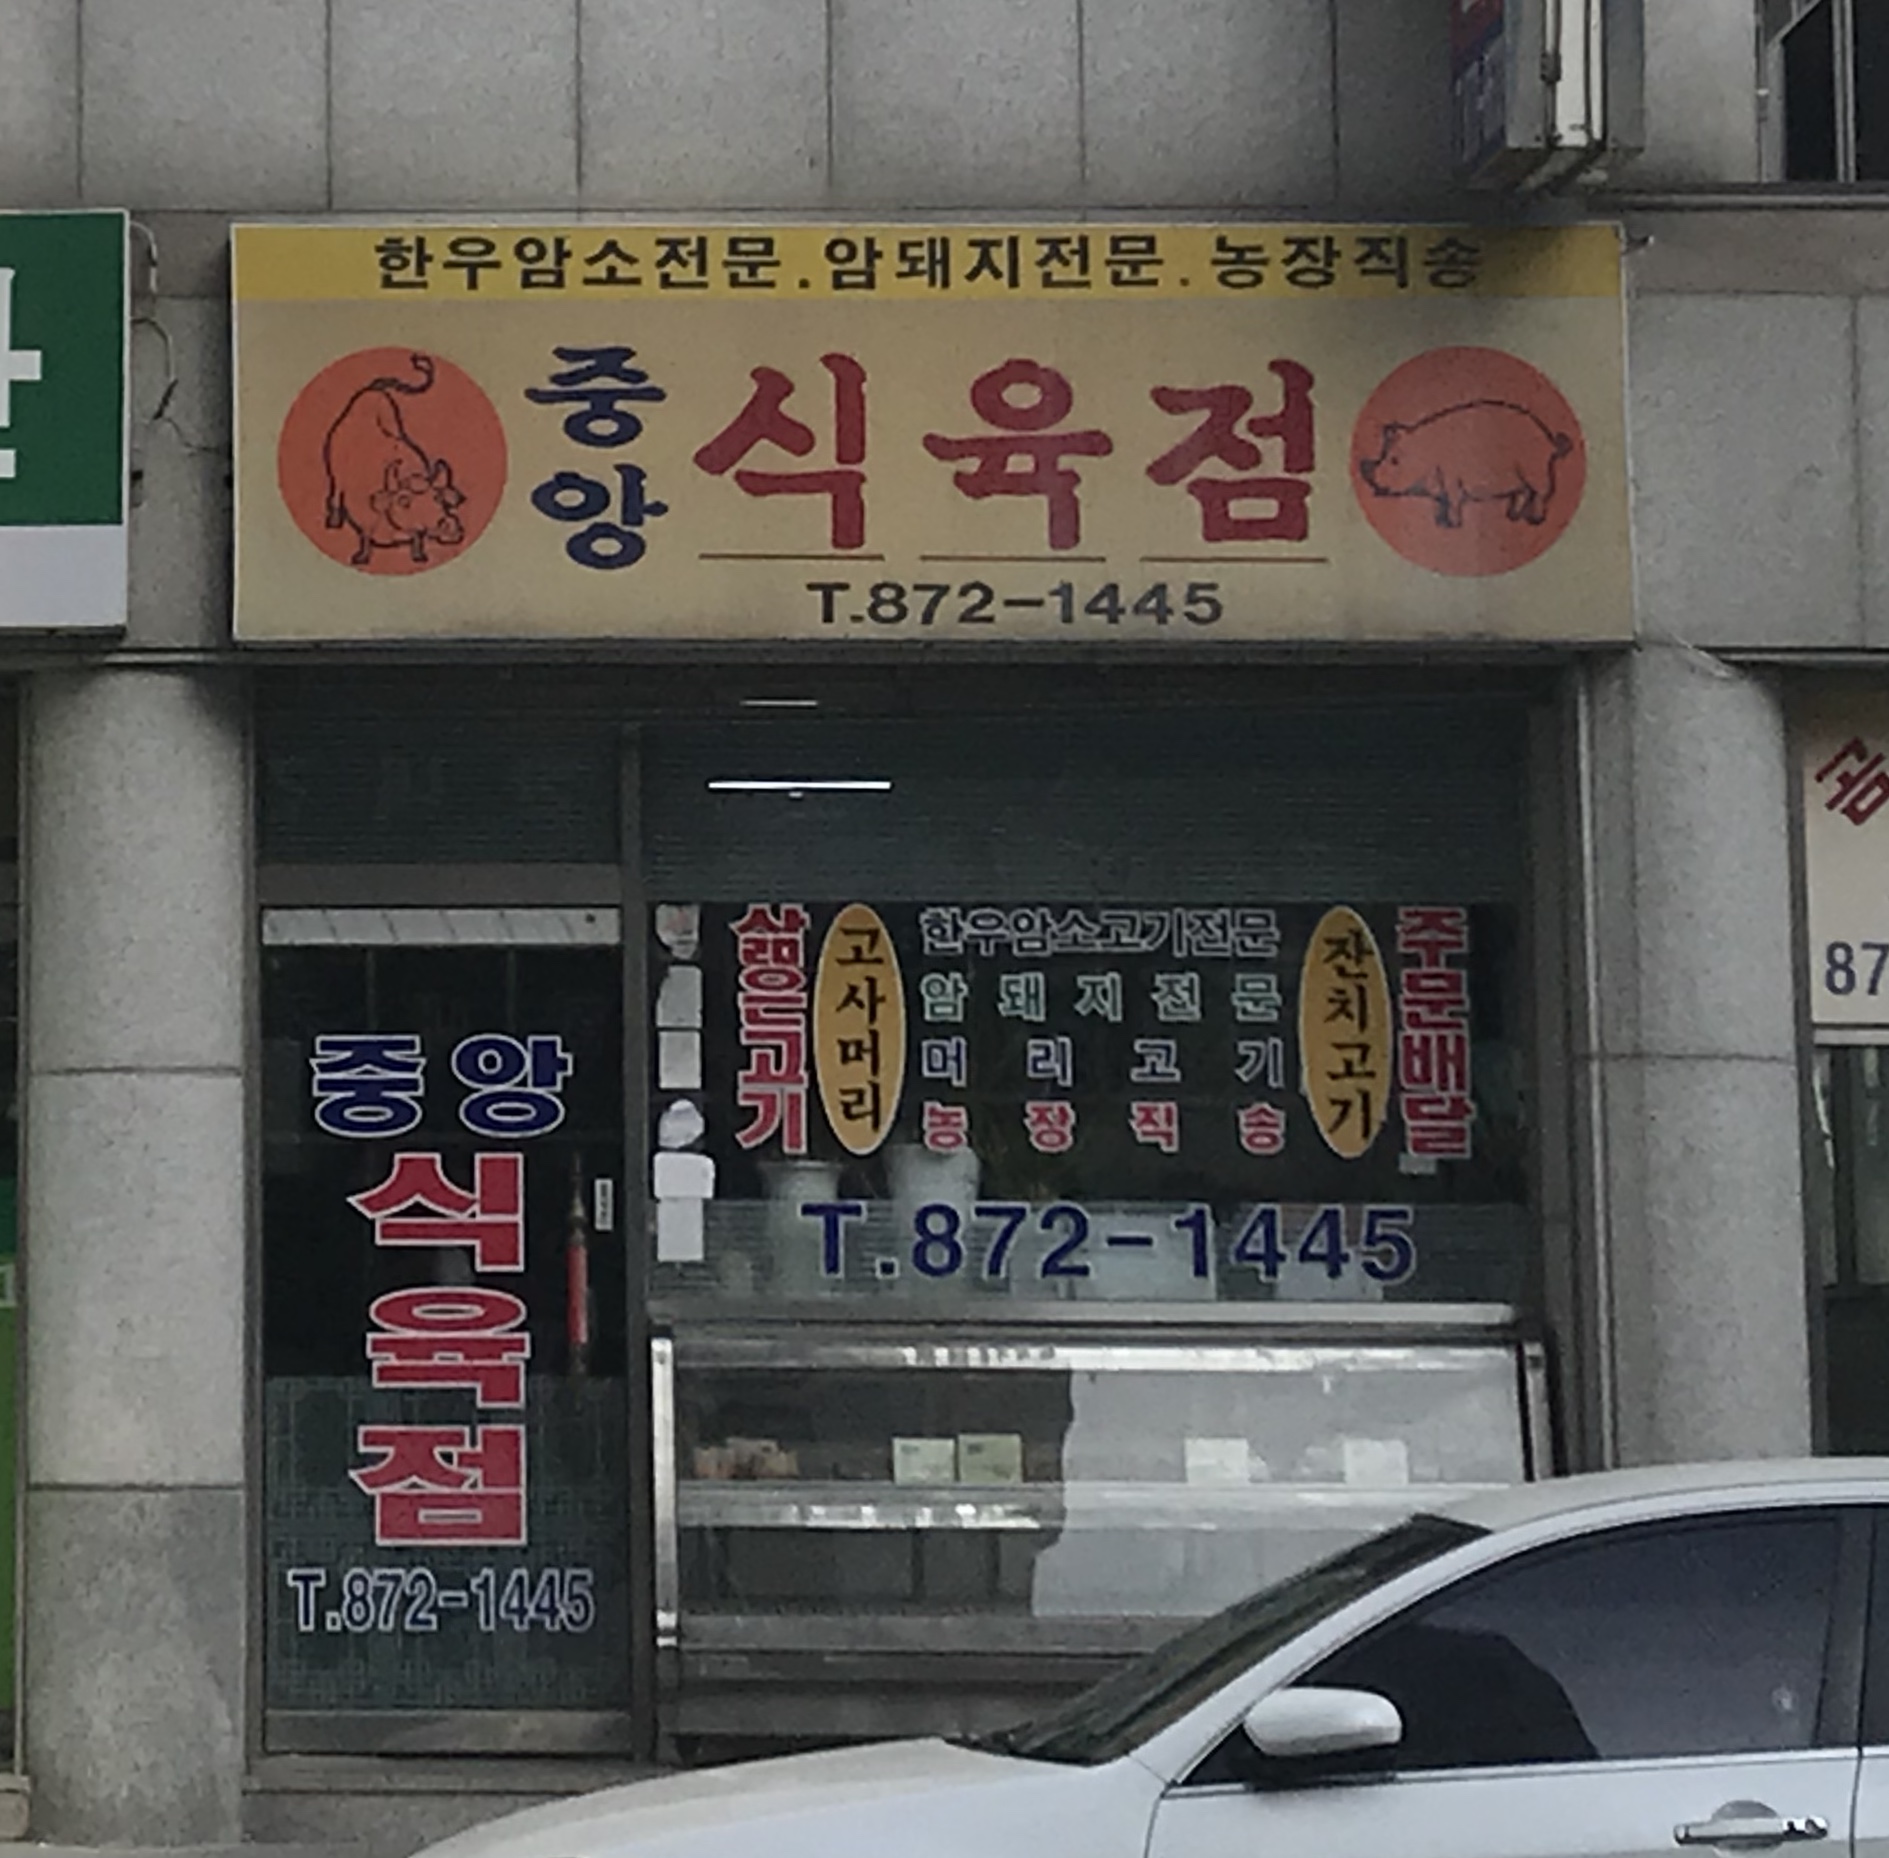 한우암소전문.암돼지전문.농장직송
중앙
식육점
T.872-1445
삶은고기
고사머리
한우암소고기전문
암돼지전문
머리고기
농장직송
잔치고기
주문배달
T.872-1445
중앙
식육점
T.872-1445
87